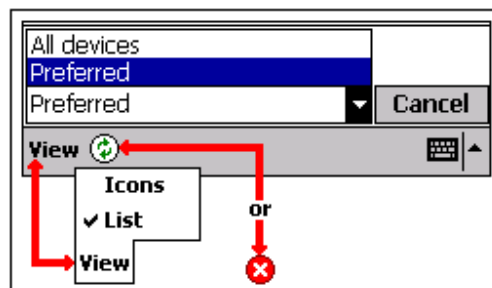 All devices
Preferred
Preferred Cancel
View
Icons
List
or
View